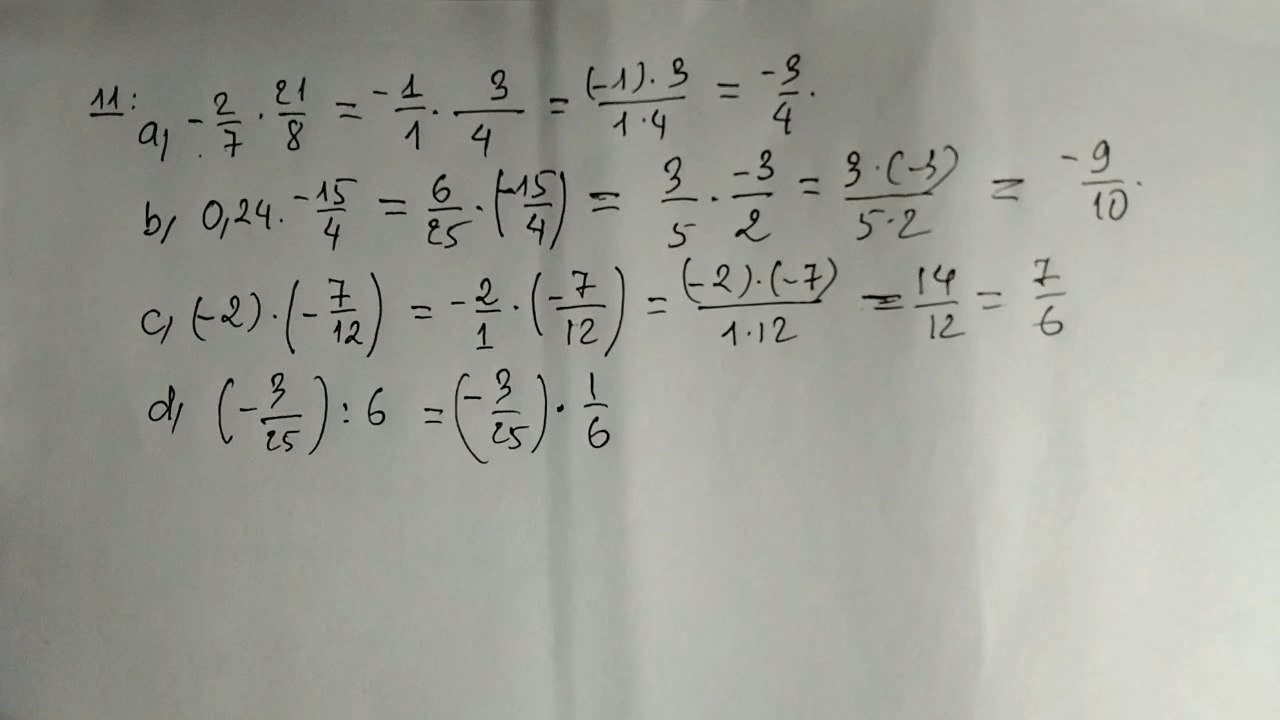 11:
a, -2/7 · 21/8 = -1/1 · 3/4 = (-1)·3/1·4 = -3/4.
b, 0,24 · -15/4 = 6/25 · (-15/4) = 3/5 · -3/2 = 3·(-3)/5·2 = -9/10.
c, (-2) · (-7/12) = -2/1 · (-7/12) = (-2)·(-7)/1·12 = 14/12 = 7/6
d, (-3/25) : 6 = (-3/25) · 1/6